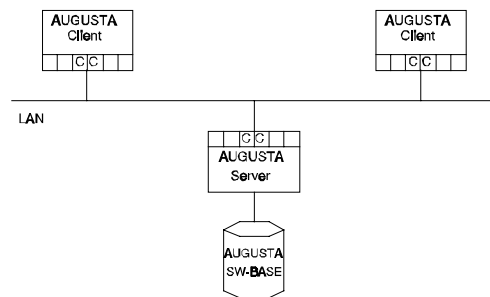 AUGUSTA
Client
C C
AUGUSTA
Client
C C
LAN
C C
AUGUSTA
Server
AUGUSTA
SW-BASE